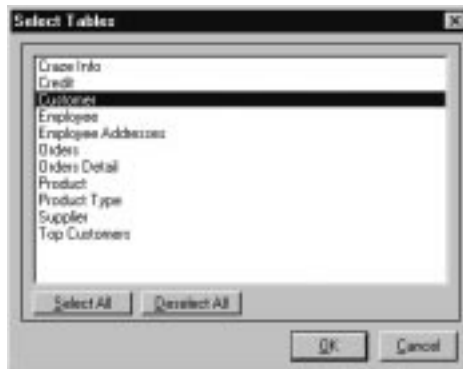 Select Tables
Craze Info
Credit
Customer
Employee
Employee Addresses
Orders
Orders Detail
Product
Product Type
Supplier
Top Customers
Select All
Deselect All
OK
Cancel